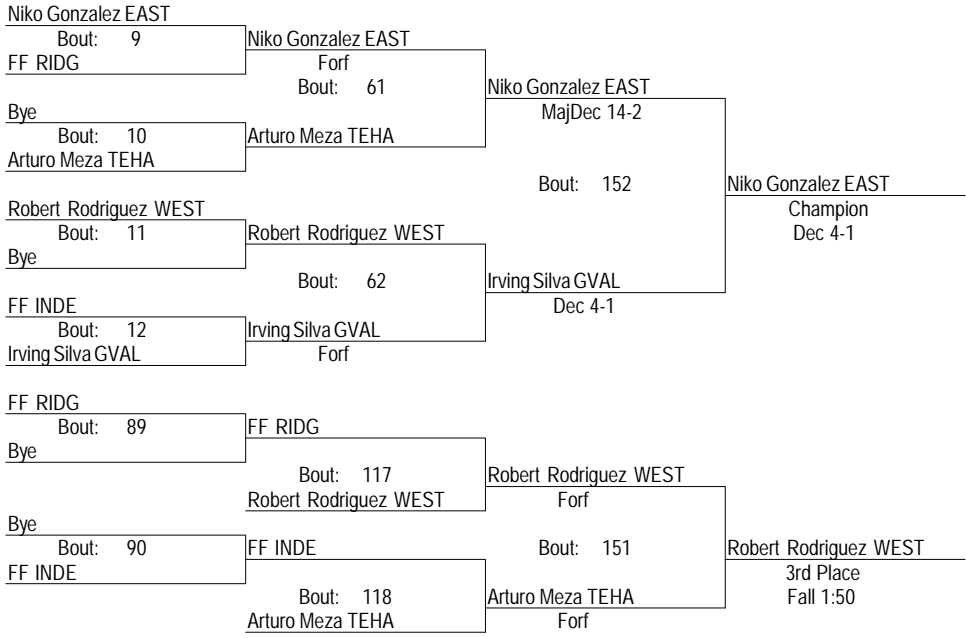 Niko Gonzalez EAST
Bout: 9
Niko Gonzalez EAST
FF RIDG
Forf
Bout: 61
Niko Gonzalez EAST
Bye
MajDec 14-2
Bout: 10
Arturo Meza TEHA
Arturo Meza TEHA
Bout: 152
Niko Gonzalez EAST
Robert Rodriguez WEST
Champion
Bout: 11
Robert Rodriguez WEST
Dec 4-1
Bye
Bout: 62
Irving Silva GVAL
FF INDE
Dec 4-1
Bout: 12
Irving Silva GVAL
Irving Silva GVAL
Forf
FF RIDG
Bout: 89
FF RIDG
Bye
Bout: 117
Robert Rodriguez WEST
Robert Rodriguez WEST
Forf
Bye
Bout: 90
FF INDE
Bout: 151
Robert Rodriguez WEST
FF INDE
3rd Place
Bout: 118
Arturo Meza TEHA
Fall 1:50
Arturo Meza TEHA
Forf